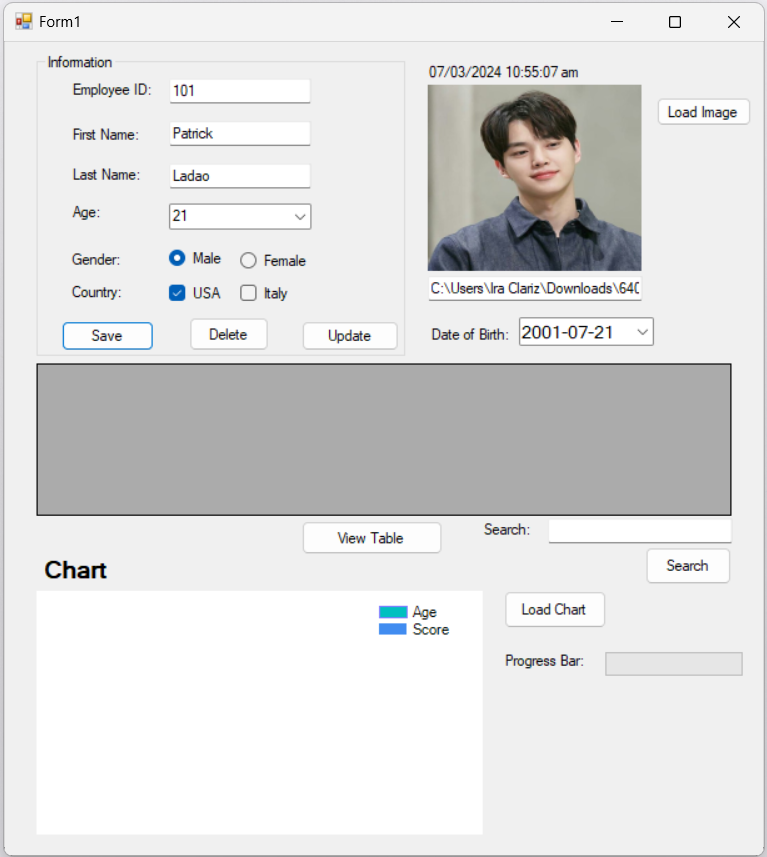 Form1
Information
Employee ID: 101
First Name: Patrick
Last Name: Ladao
Age: 21
Gender: Male Female
Country: USA Italy
Save Delete Update
07/03/2024 10:55:07 am
Load Image
C:\Users\Ira Clariz\Downloads\640
Date of Birth: 2001-07-21
View Table
Search:
Search
Chart
Age
Score
Load Chart
Progress Bar: